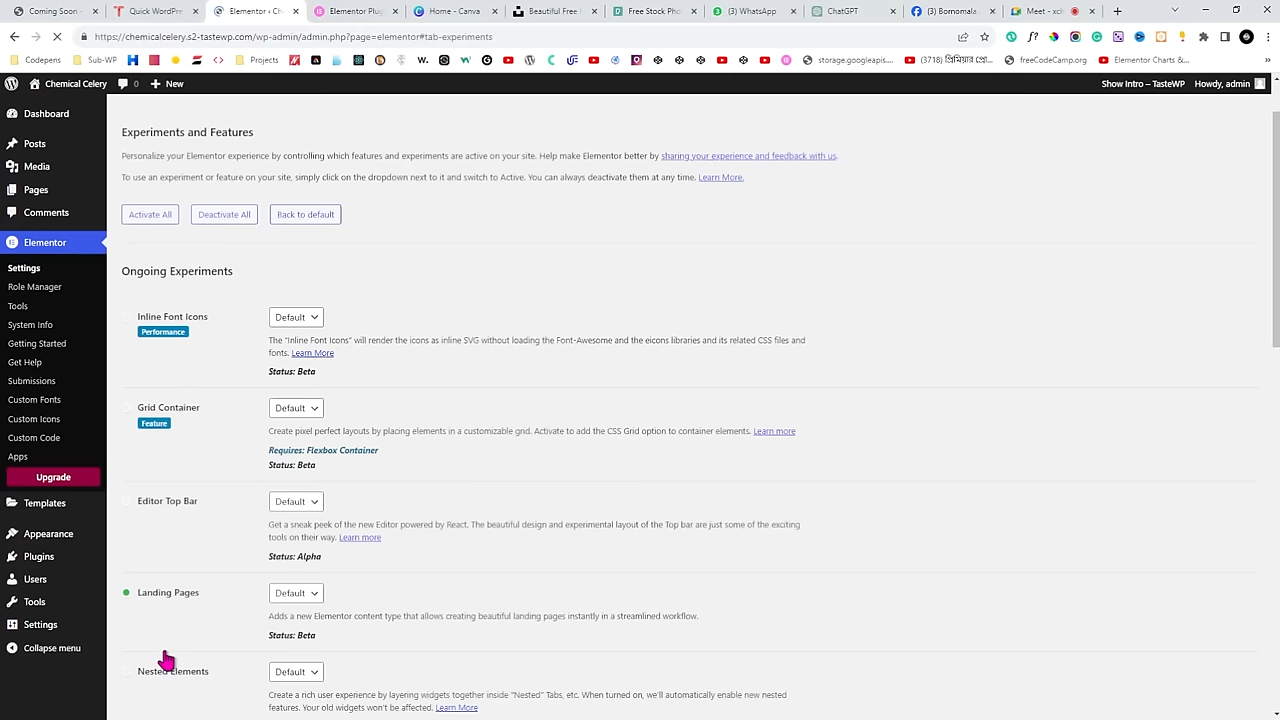 Coming Soon -
Quick WordPre
Elementor ‹ Che
Elementor Plug
Home - Canva
Beautiful Free I
Free Stock Pho
(3) WhatsApp
ChatGPT
(3) Bornomala
Meet - xch
https://chemicalcelery.s2-tastewp.com/wp-admin/admin.php?page=elementor#tab-experiments
Codepens
Sub-WP
Projects
storage.googleapis....
(3718) প্রিমিয়ার প্রো...
freeCodeCamp.org
Elementor Charts &...
Chemical Celery
0
New
Show Intro – TasteWP
Howdy, admin
Dashboard
Posts
Media
Pages
Comments
Elementor
Settings
Role Manager
Tools
System Info
Getting Started
Get Help
Submissions
Custom Fonts
Custom Icons
Custom Code
Apps
Upgrade
Templates
Appearance
Plugins
Users
Tools
Settings
Collapse menu
Experiments and Features
Personalize your Elementor experience by controlling which features and experiments are active on your site. Help make Elementor better by sharing your experience and feedback with us.
To use an experiment or feature on your site, simply click on the dropdown next to it and switch to Active. You can always deactivate them at any time. Learn More.
Activate All
Deactivate All
Back to default
Ongoing Experiments
Inline Font Icons
Performance
Default
The "Inline Font Icons" will render the icons as inline SVG without loading the Font-Awesome and the eicons libraries and its related CSS files and
fonts. Learn More
Status: Beta
Grid Container
Feature
Default
Create pixel perfect layouts by placing elements in a customizable grid. Activate to add the CSS Grid option to container elements. Learn more
Requires: Flexbox Container
Status: Beta
Editor Top Bar
Default
Get a sneak peek of the new Editor powered by React. The beautiful design and experimental layout of the Top bar are just some of the exciting
tools on their way. Learn more
Status: Alpha
Landing Pages
Default
Adds a new Elementor content type that allows creating beautiful landing pages instantly in a streamlined workflow.
Status: Beta
Nested Elements
Default
Create a rich user experience by layering widgets together inside "Nested" Tabs, etc. When turned on, we'll automatically enable new nested
features. Your old widgets won't be affected. Learn More